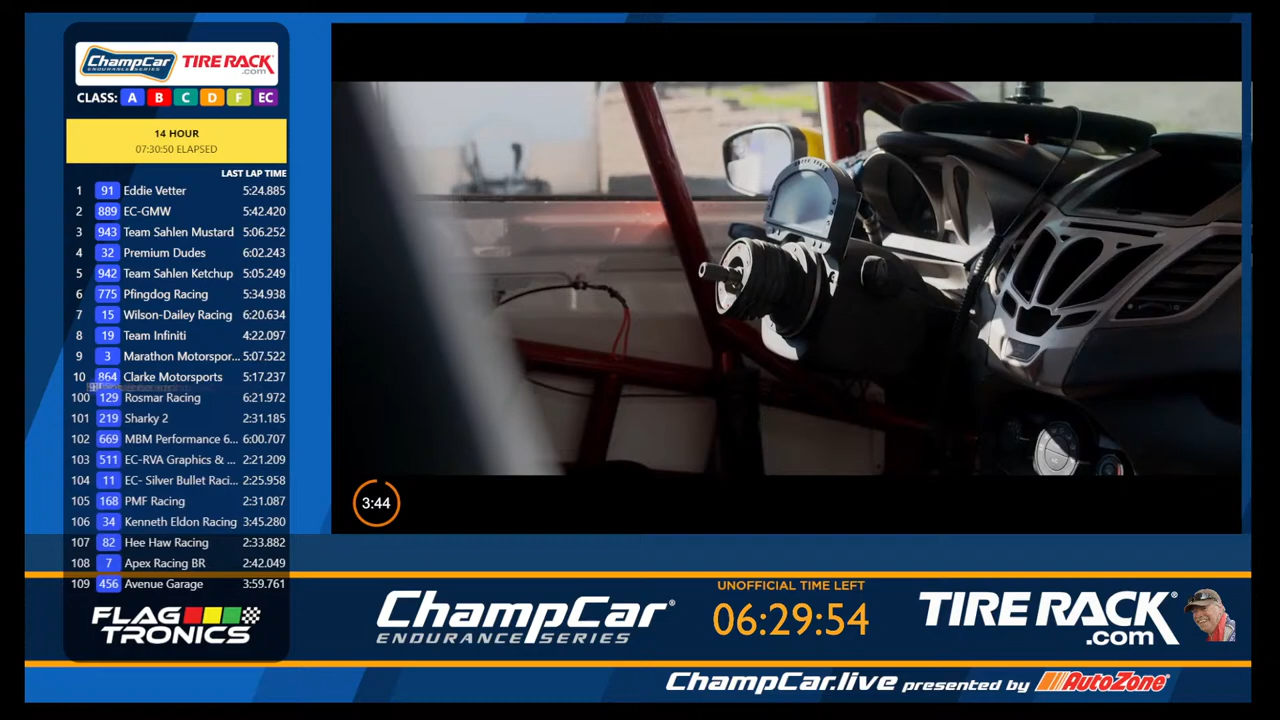 ChampCar TIRE RACK
ENDURANCE SERIES .com
CLASS: A B C D F EC
14 HOUR
07:30:50 ELAPSED
LAST LAP TIME
1 91 Eddie Vetter 5:24.885
2 889 EC-GMW 5:42.420
3 943 Team Sahlen Mustard 5:06.252
4 32 Premium Dudes 6:02.243
5 942 Team Sahlen Ketchup 5:05.249
6 775 Pfingdog Racing 5:34.938
7 15 Wilson-Dailey Racing 6:20.634
8 19 Team Infiniti 4:22.097
9 3 Marathon Motorspor... 5:07.522
10 864 Clarke Motorsports 5:17.237
100 129 Rosmar Racing 6:21.972
101 219 Sharky 2 2:31.185
102 669 MBM Performance 6... 6:00.707
103 511 EC-RVA Graphics & ... 2:21.209
104 11 EC- Silver Bullet Raci... 2:25.958
105 168 PMF Racing 2:31.087
106 34 Kenneth Eldon Racing 3:45.280
107 82 Hee Haw Racing 2:33.882
108 7 Apex Racing BR 2:42.049
109 456 Avenue Garage 3:59.761
FLAG
TRONICS
3:44
ChampCar®
ENDURANCE SERIES
UNOFFICIAL TIME LEFT
06:29:54
TIRE RACK®
.com
ChampCar.live presented by AutoZone